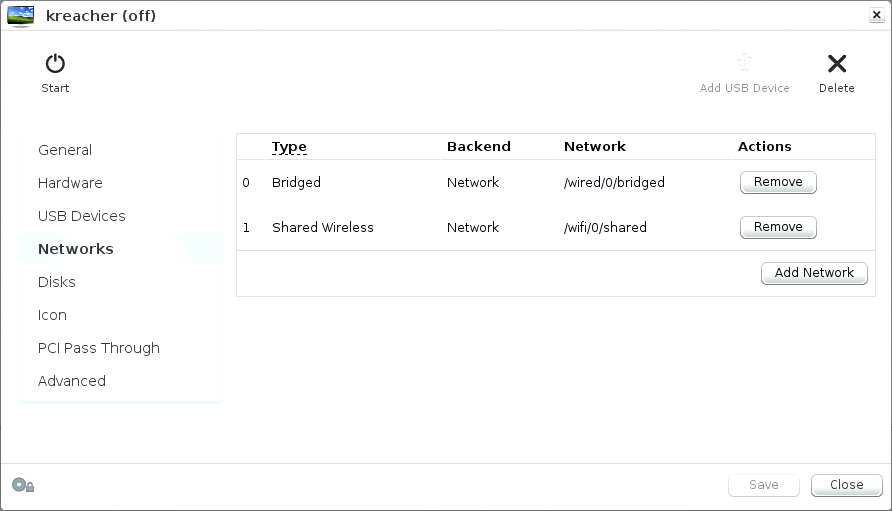 kreacher (off)
Start
Add USB Device
Delete
General
Hardware
USB Devices
Networks
Disks
Icon
PCI Pass Through
Advanced
Type Backend Network Actions
0 Bridged Network /wired/0/bridged Remove
1 Shared Wireless Network /wifi/0/shared Remove
Add Network
Save
Close